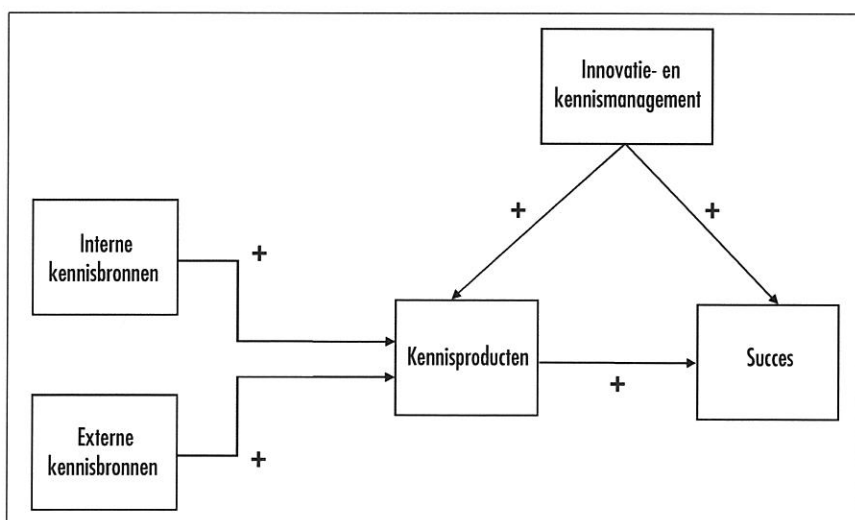 Innovatie- en
kennismanagement
+
+
Interne
kennisbronnen
+
Kennisproducten
Succes
+
Externe
kennisbronnen
+